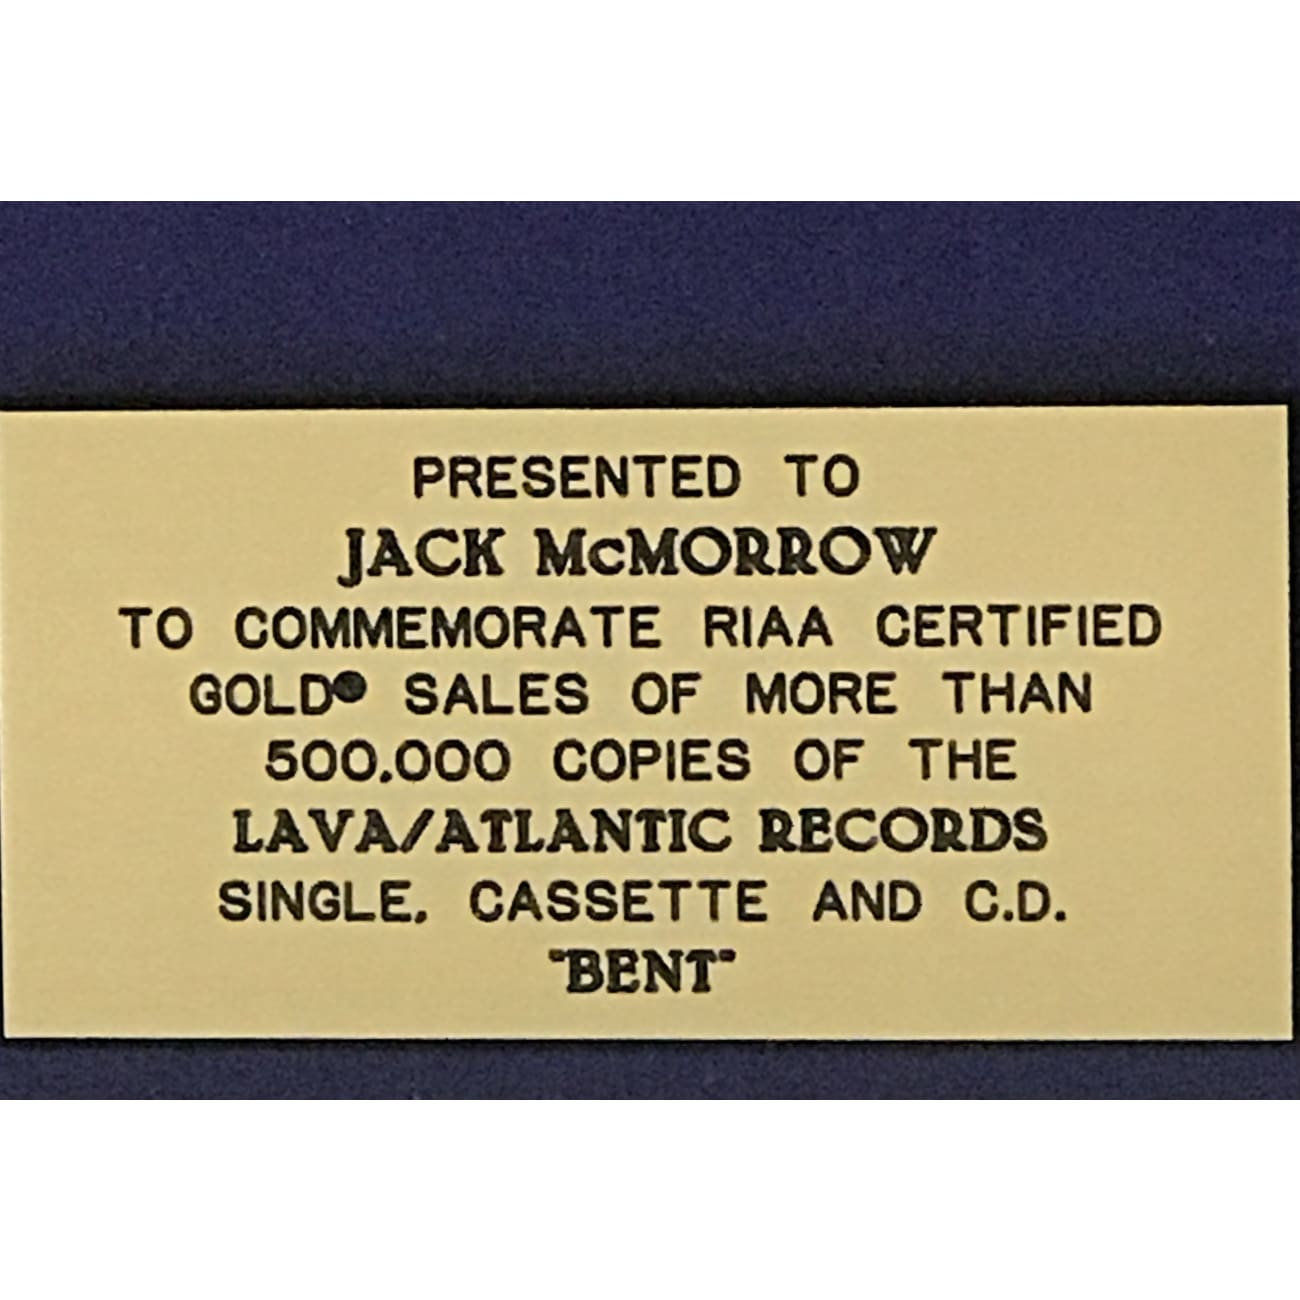 PRESENTED TO
JACK McMORROW
TO COMMEMORATE RIAA CERTIFIED
GOLD® SALES OF MORE THAN
500,000 COPIES OF THE
LAVA/ATLANTIC RECORDS
SINGLE, CASSETTE AND C.D.
"BENT"